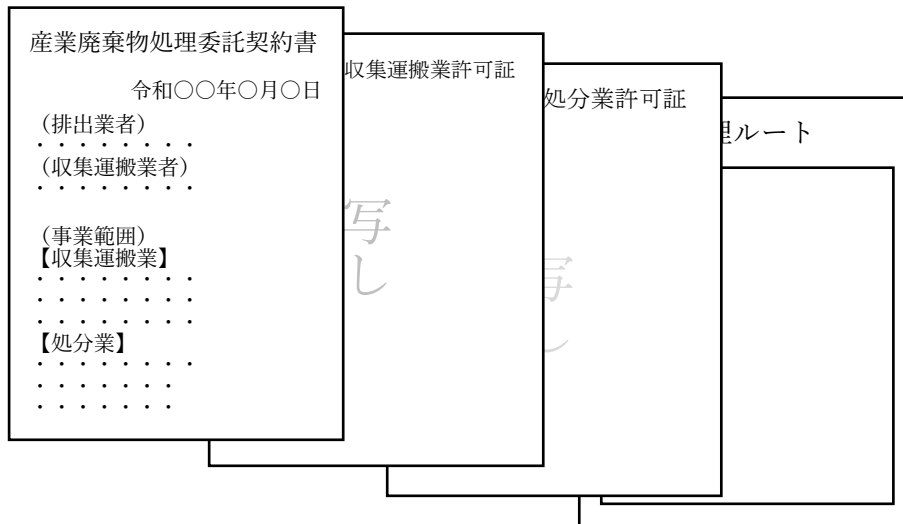 産業廃棄物処理委託契約書
令和○○年○月○日
(排出業者)
・・・・・・・・
(収集運搬業者)
・・・・・・・・
(事業範囲)
【収集運搬業】
・・・・・・・・
・・・・・・・・
・・・・・・・・
【処分業】
・・・・・・・・
・・・・・・・
・・・・・・・
収集運搬業許可証
写し
処分業許可証
写し
理ルート